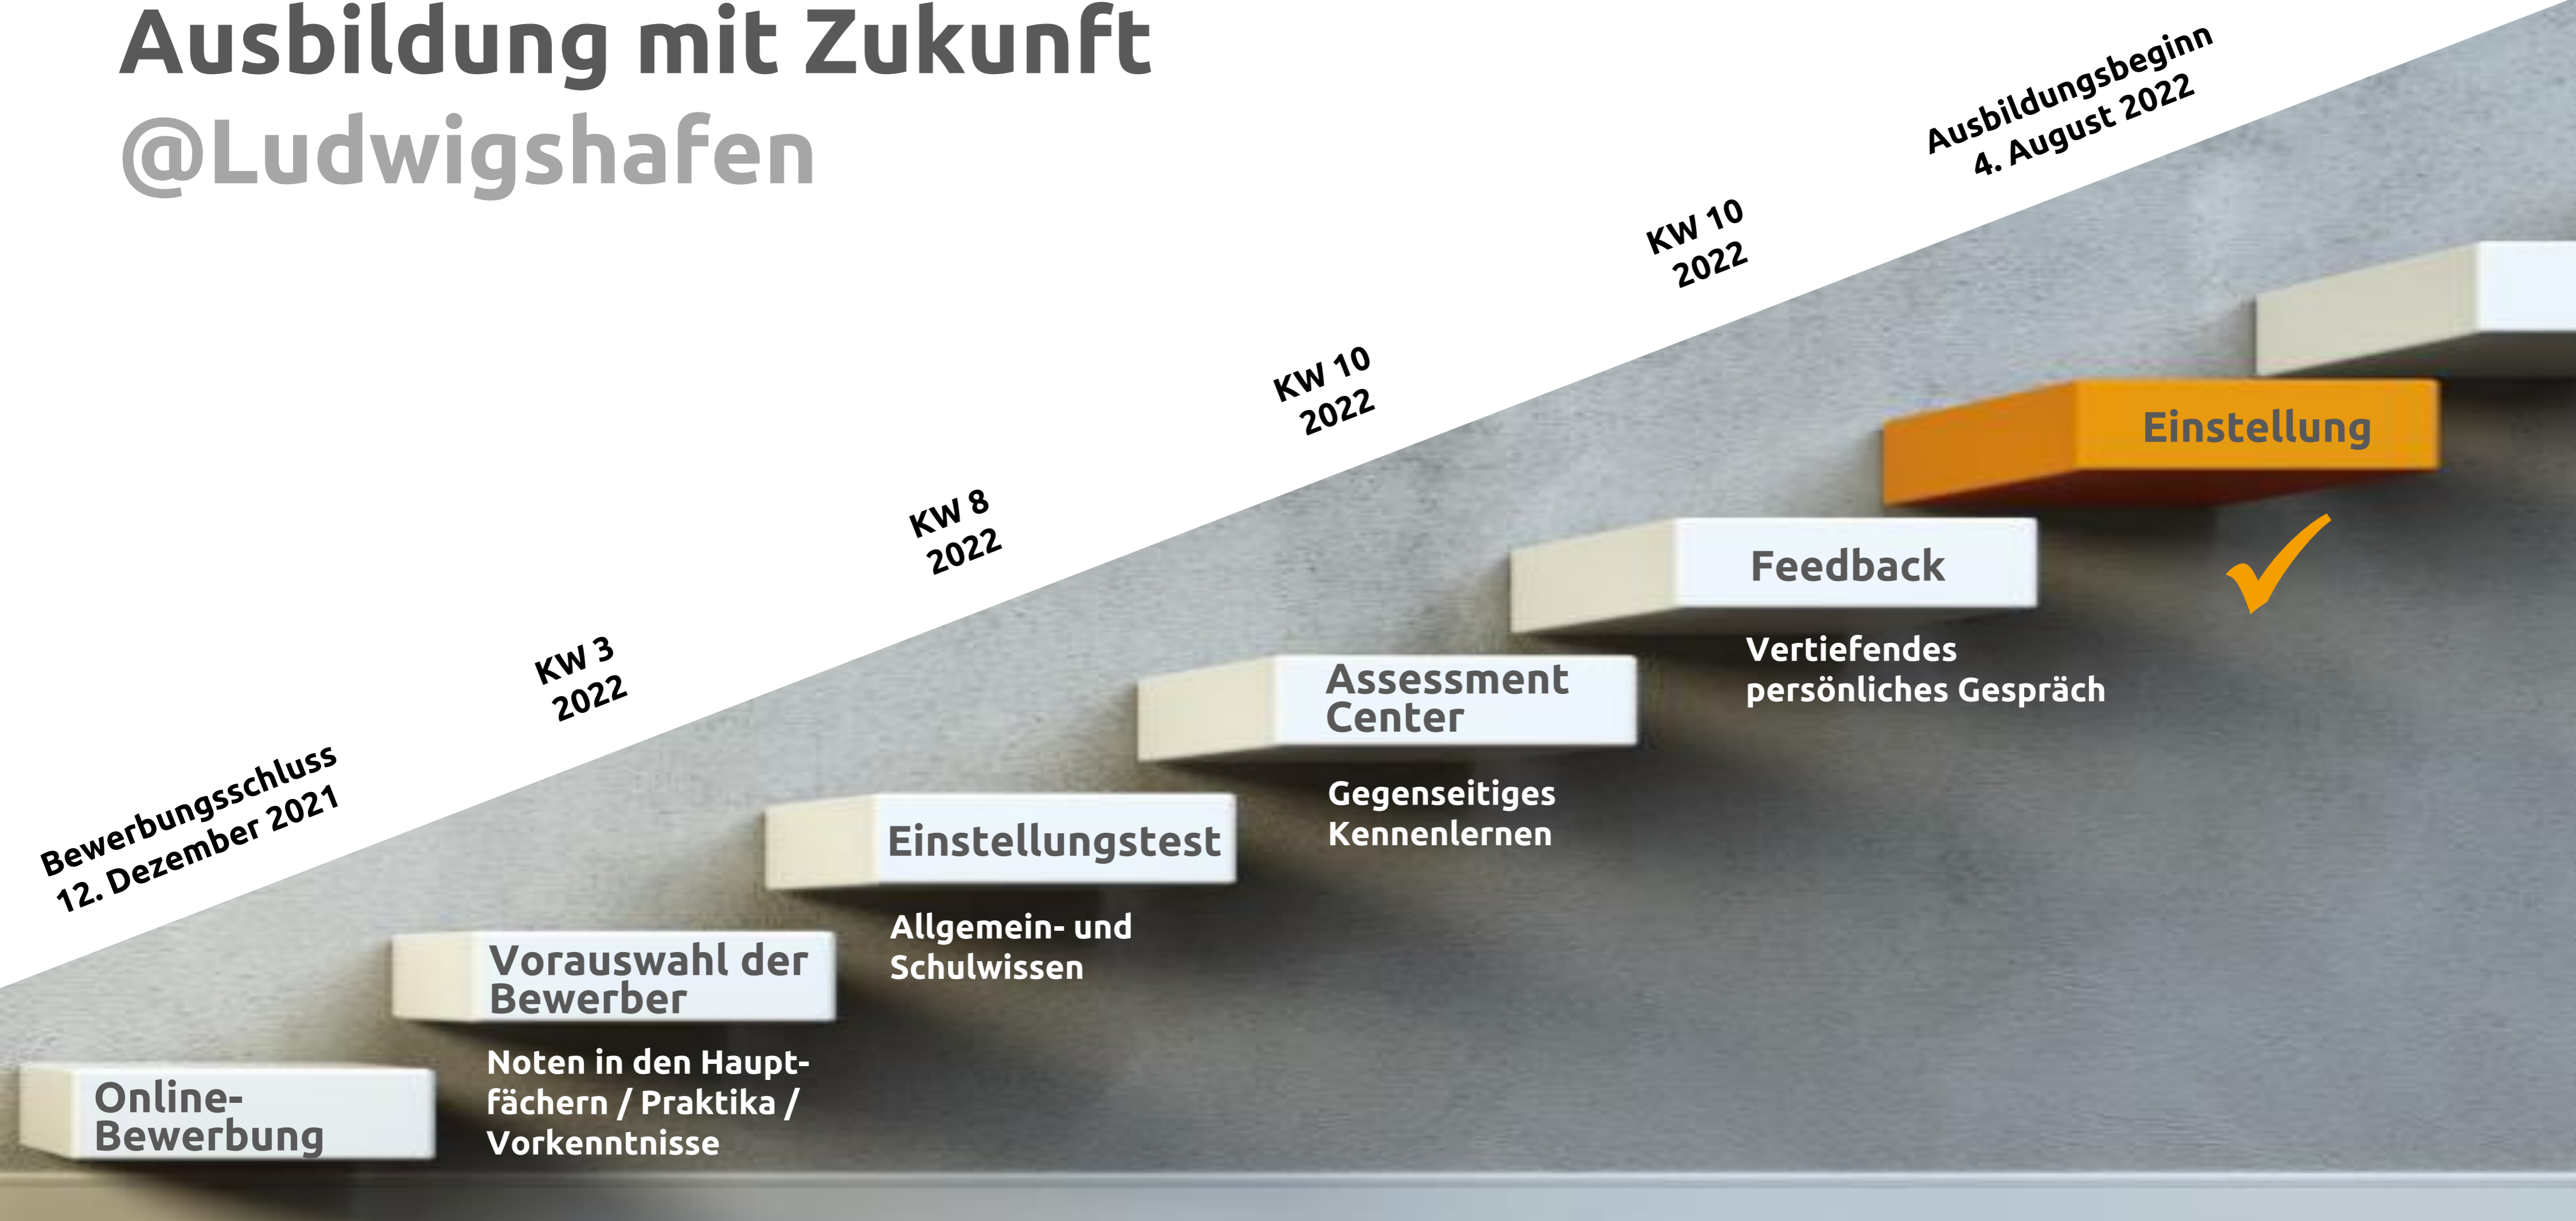 Ausbildung mit Zukunft
@Ludwigshafen
Bewerbungsschluss
12. Dezember 2021
KW 3
2022
KW 8
2022
KW 10
2022
KW 10
2022
Ausbildungsbeginn
4. August 2022
Online-
Bewerbung
Vorauswahl der
Bewerber
Noten in den Haupt-
fächern / Praktika /
Vorkenntnisse
Einstellungstest
Allgemein- und
Schulwissen
Assessment
Center
Gegenseitiges
Kennenlernen
Feedback
Vertiefendes
persönliches Gespräch
Einstellung